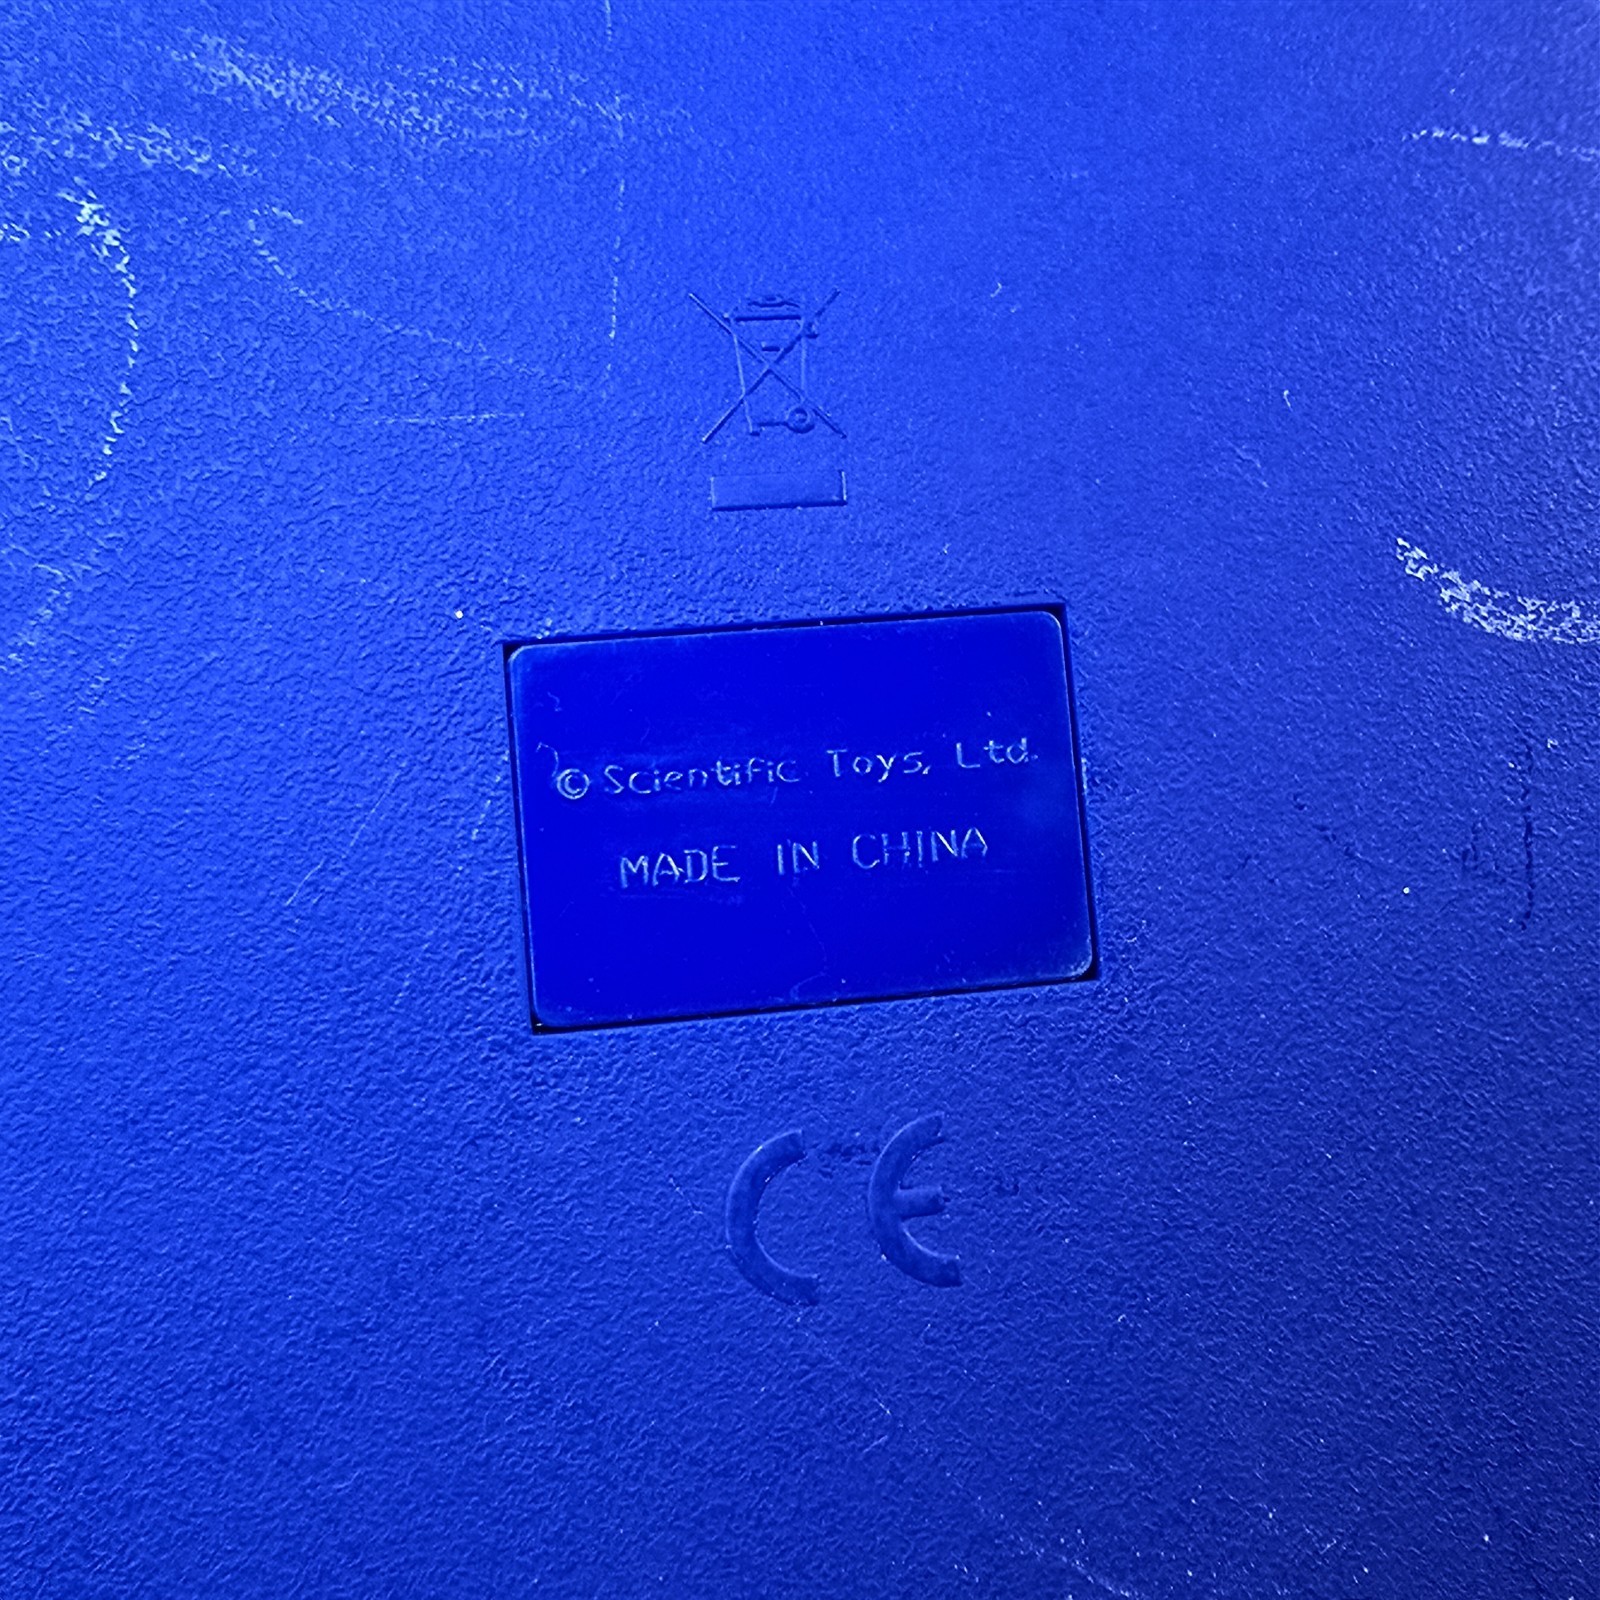 © Scientific Toys, Ltd.
MADE IN CHINA
CE